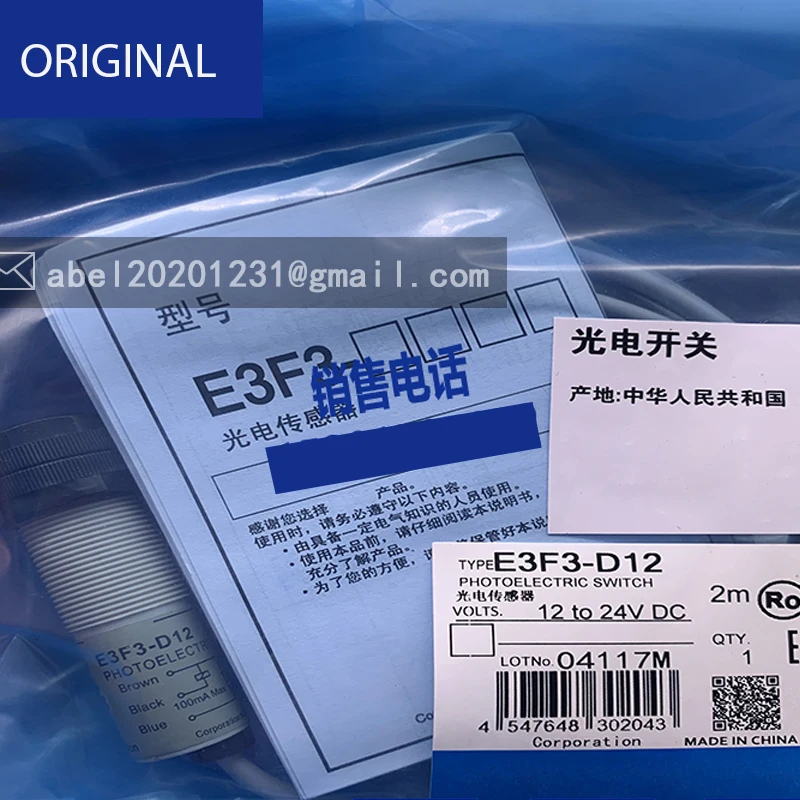 ORIGINAL
abel20201231@gmail.com
型号
E3F3-□□□□
销售电话
光电传感器
产品。
感谢您选择
使用时，请务必遵守以下内容。
·由具备一定电气知识的人员使用。
·使用本品前，请仔细阅读本说明书，
充分了解产品。
·为了您的方便，请
保管好本说
光电开关
产地:中华人民共和国
TYPE E3F3-D12
PHOTOELECTRIC SWITCH
光电传感器
2m
VOLTS. 12 to 24V DC
QTY.
1
LOTNo. 04117M
4 547648 302043
Corporation
MADE IN CHINA
E3F3-D12
PHOTOELECTRIC
Brown
Black
100mA Max
Blue
Corporation